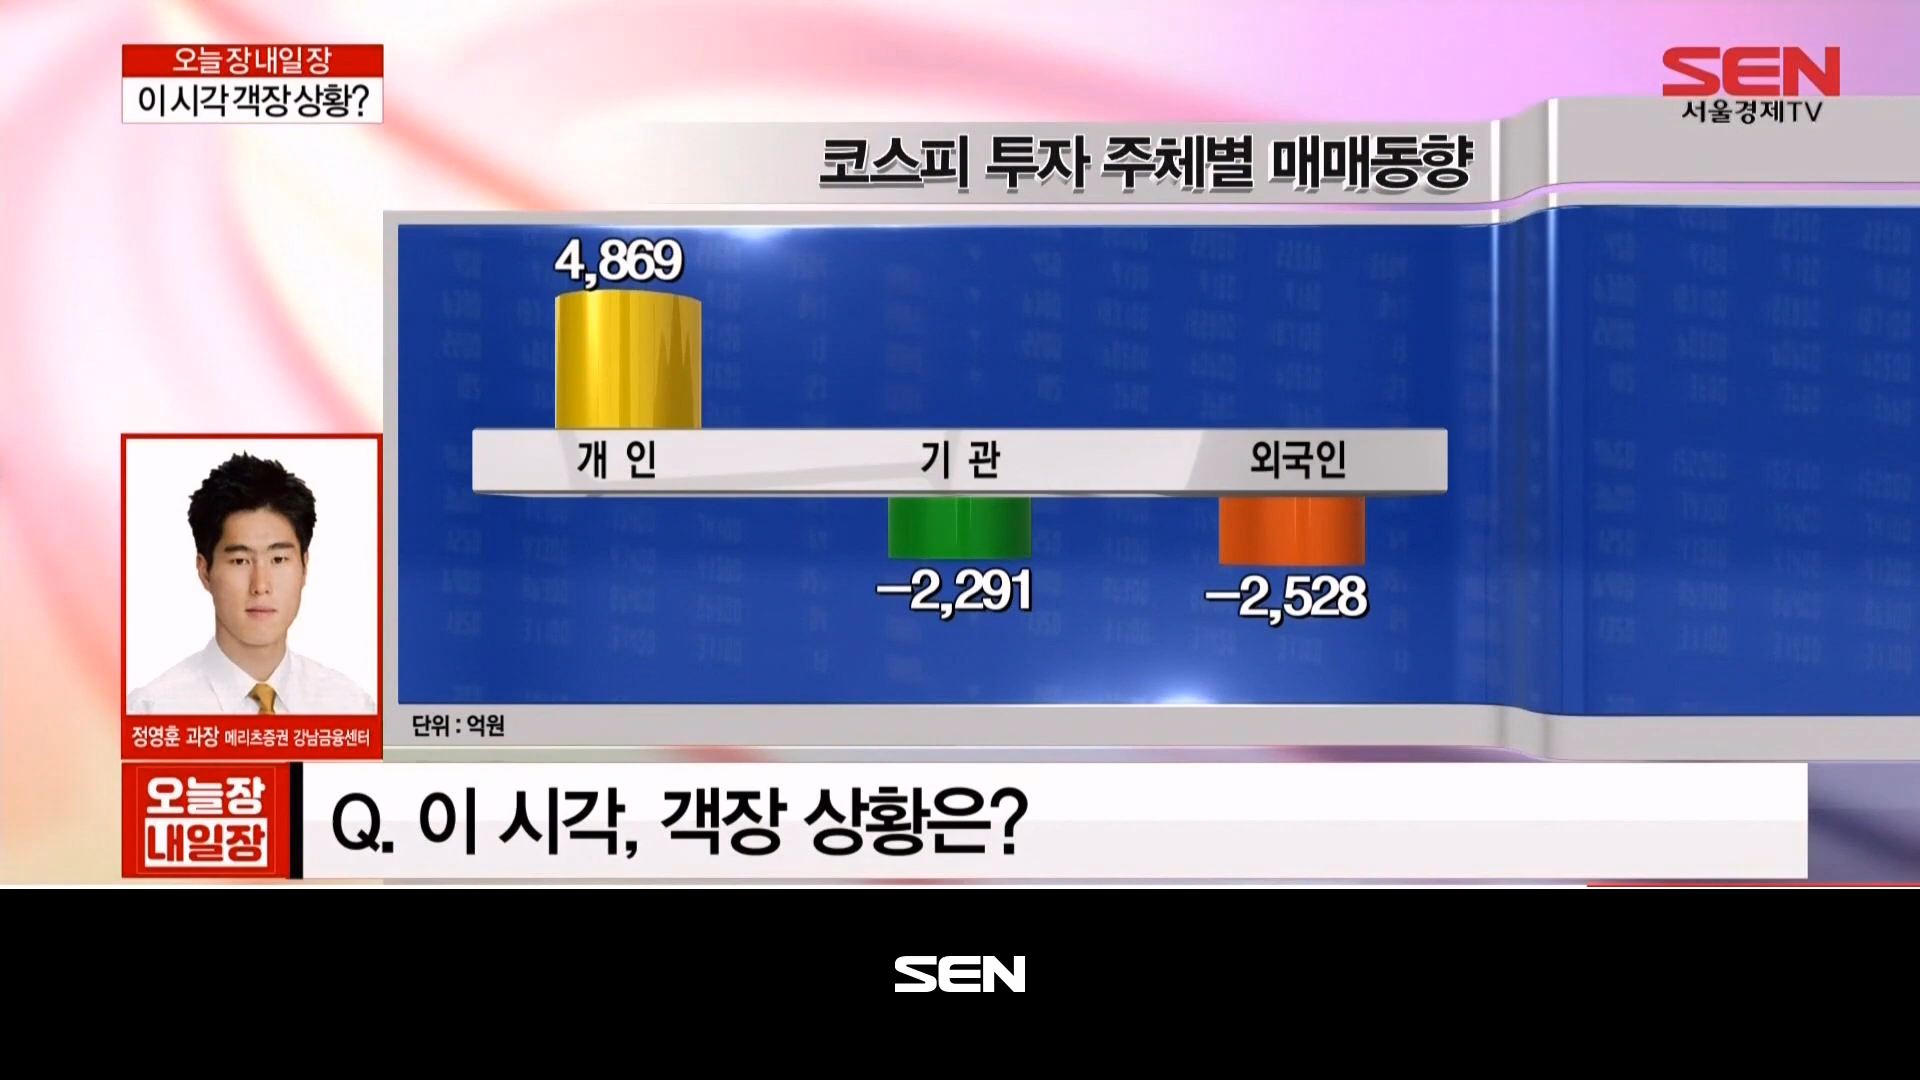 오늘장내일장
이 시각 객장 상황?
SEN
서울경제TV
코스피 투자 주체별 매매동향
4,869
개 인
기 관
외국인
-2,291
-2,528
단위 : 억원
정영훈 과장 메리츠증권 강남금융센터
오늘장
내일장
Q. 이 시각, 객장 상황은?
SEN